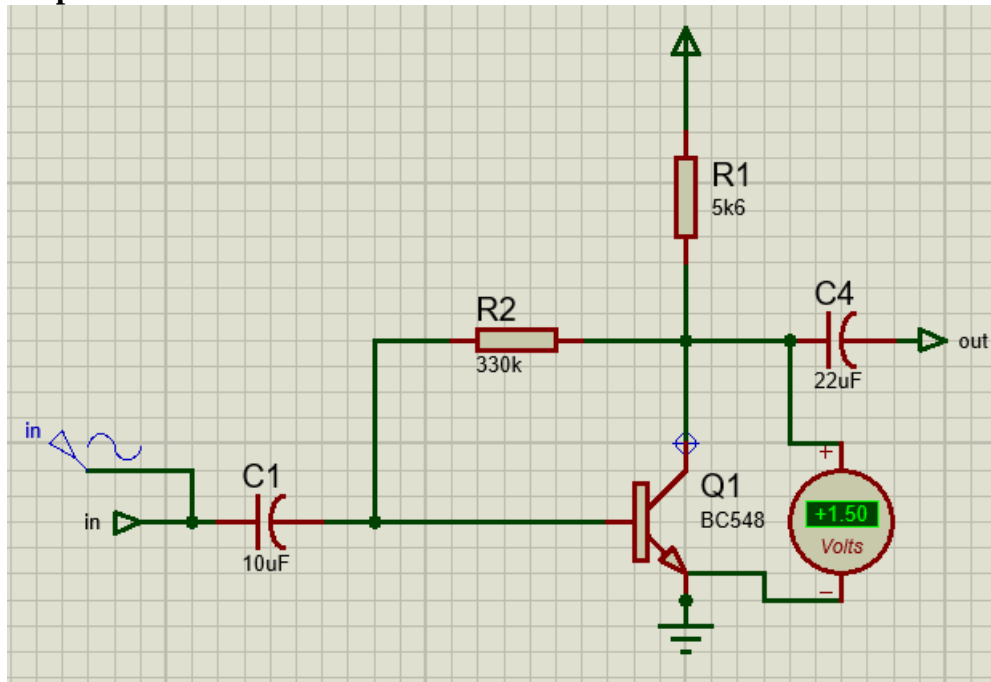 R1
5k6
C4
R2
out
330k
22uF
in
+
C1
Q1
in
BC548
+1.50
Volts
10uF
−